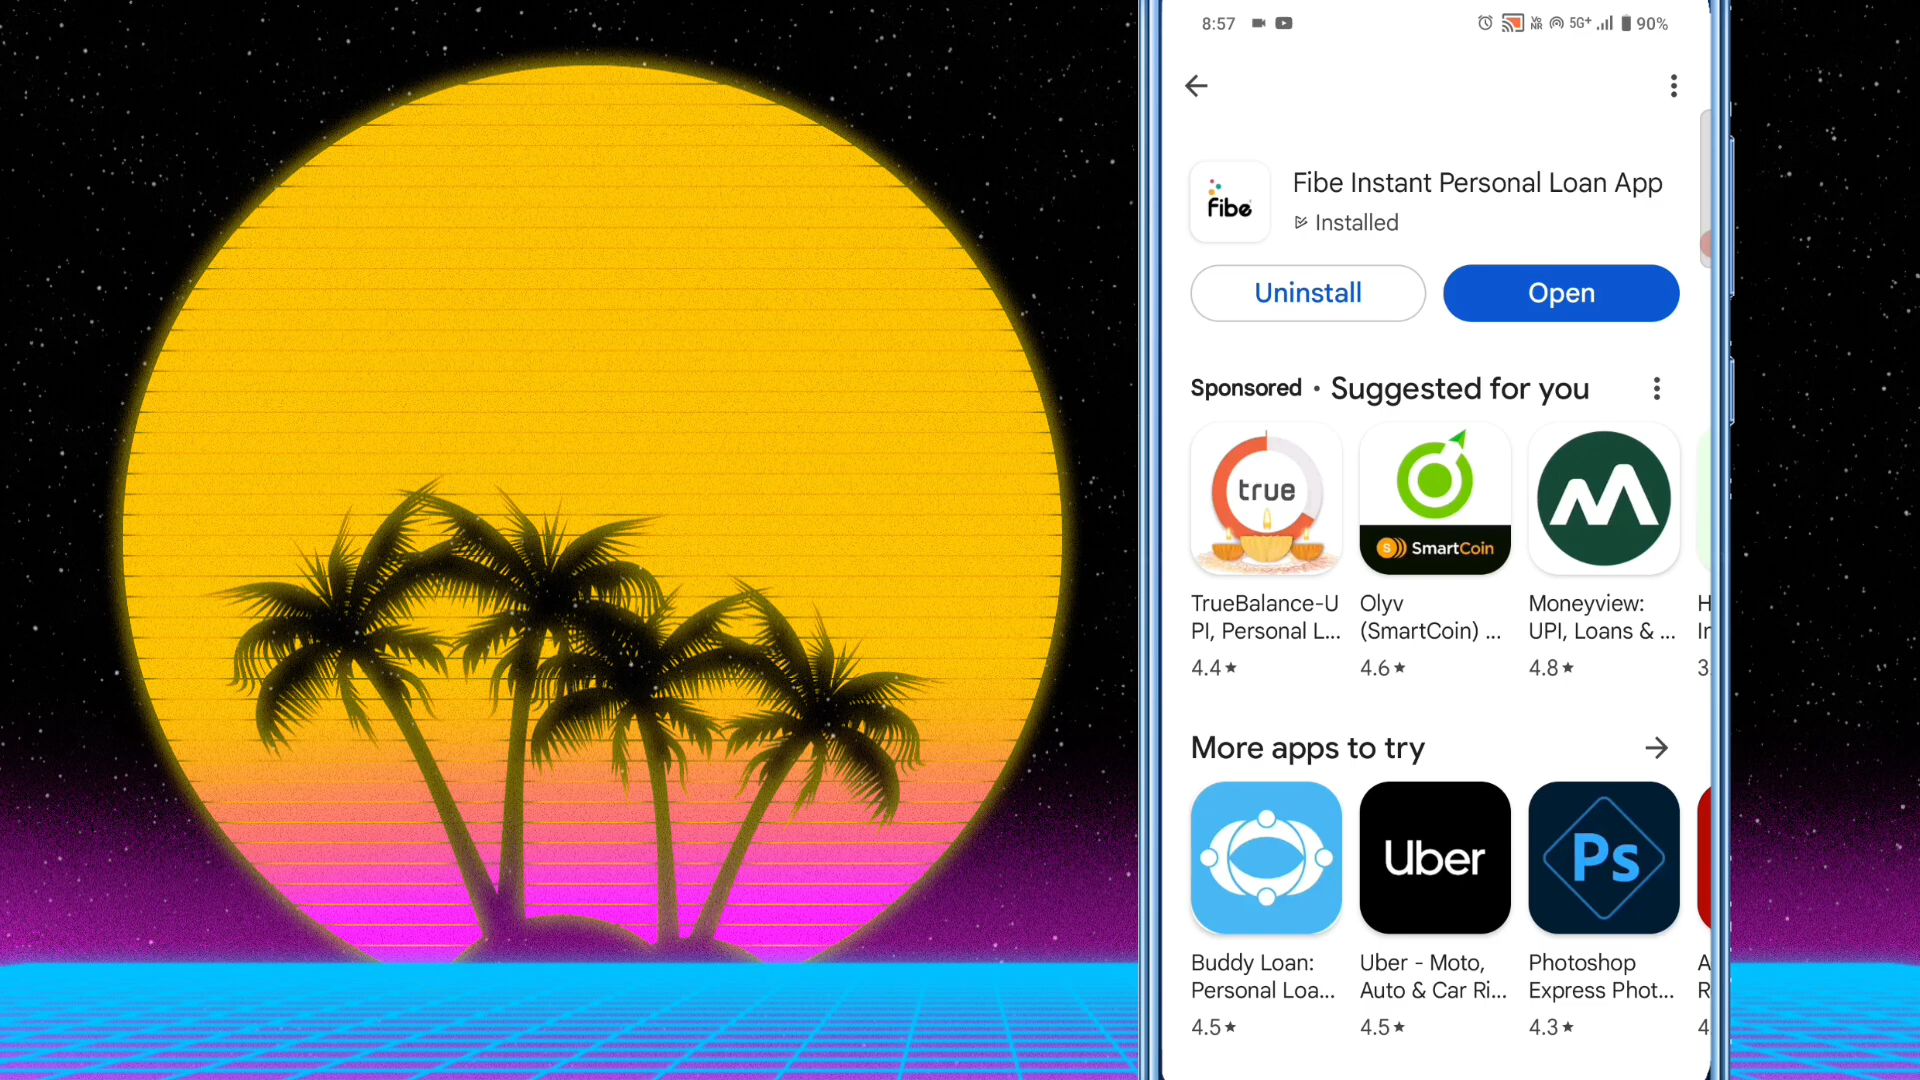 8:57
5G+ 90%
fibe
Fibe Instant Personal Loan App
Installed
Uninstall
Open
Sponsored • Suggested for you
true
SmartCoin
TrueBalance-U
PI, Personal L...
4.4★
Olyv
(SmartCoin) ...
4.6★
Moneyview:
UPI, Loans & ...
4.8★
More apps to try
Uber
Ps
Buddy Loan:
Personal Loa...
4.5★
Uber - Moto,
Auto & Car Ri...
4.5★
Photoshop
Express Phot...
4.3★